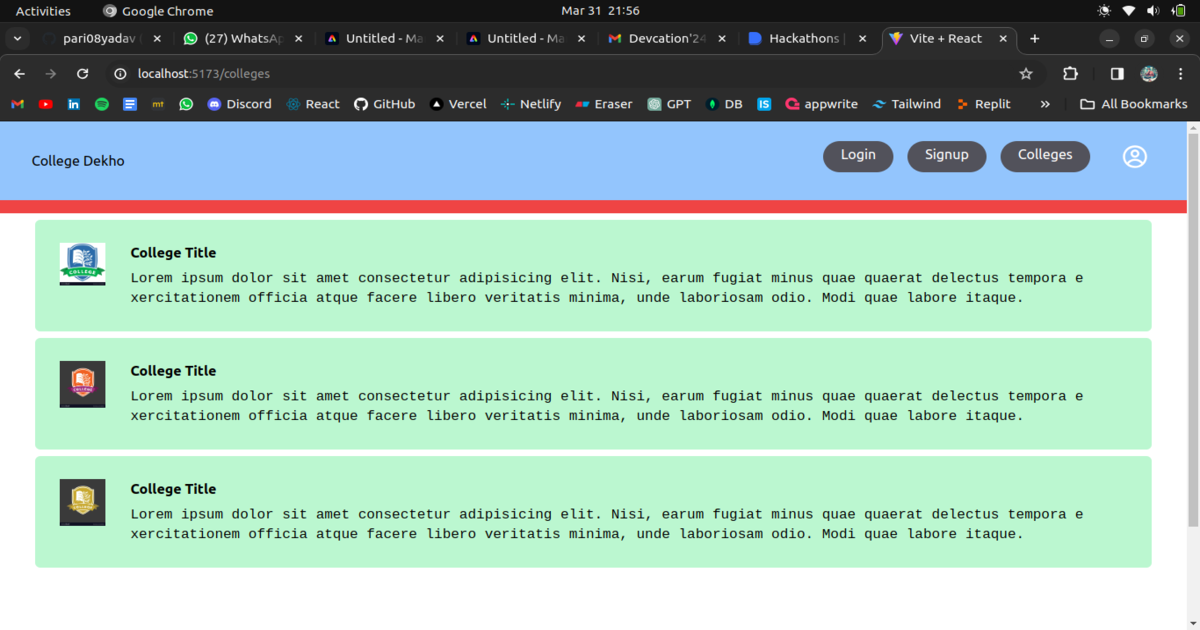 Activities Google Chrome Mar 31 21:56
pari08yadav (27) WhatsAp Untitled - Ma Untitled - Ma Devcation'24 Hackathons | Vite + React
localhost:5173/colleges
Discord React GitHub Vercel Netlify Eraser GPT DB IS appwrite Tailwind Replit » All Bookmarks
College Dekho Login Signup Colleges
COLLEGE
College Title
Lorem ipsum dolor sit amet consectetur adipisicing elit. Nisi, earum fugiat minus quae quaerat delectus tempora e
xercitationem officia atque facere libero veritatis minima, unde laboriosam odio. Modi quae labore itaque.
COLLEGE
College Title
Lorem ipsum dolor sit amet consectetur adipisicing elit. Nisi, earum fugiat minus quae quaerat delectus tempora e
xercitationem officia atque facere libero veritatis minima, unde laboriosam odio. Modi quae labore itaque.
College Title
Lorem ipsum dolor sit amet consectetur adipisicing elit. Nisi, earum fugiat minus quae quaerat delectus tempora e
xercitationem officia atque facere libero veritatis minima, unde laboriosam odio. Modi quae labore itaque.